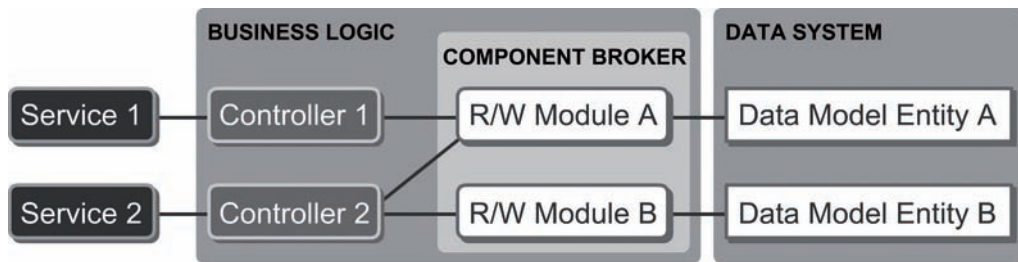 BUSINESS LOGIC
DATA SYSTEM
COMPONENT BROKER
Service 1
Controller 1
R/W Module A
Data Model Entity A
Service 2
Controller 2
R/W Module B
Data Model Entity B